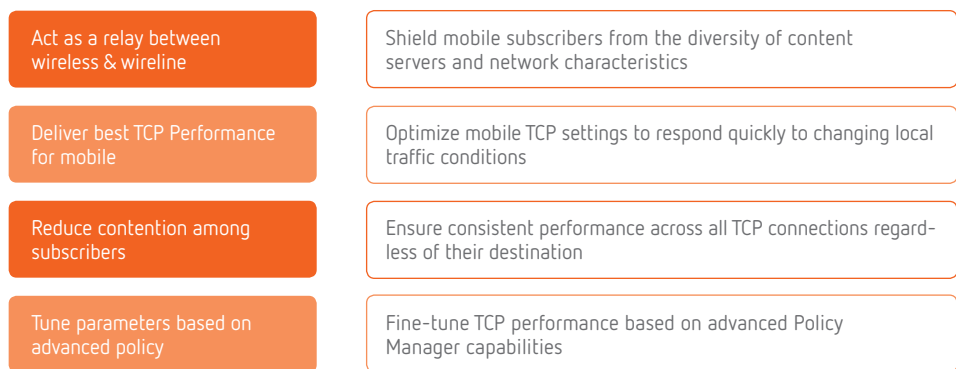 Act as a relay between
wireless & wireline
Shield mobile subscribers from the diversity of content
servers and network characteristics
Deliver best TCP Performance
for mobile
Optimize mobile TCP settings to respond quickly to changing local
traffic conditions
Reduce contention among
subscribers
Ensure consistent performance across all TCP connections regard-
less of their destination
Tune parameters based on
advanced policy
Fine-tune TCP performance based on advanced Policy
Manager capabilities